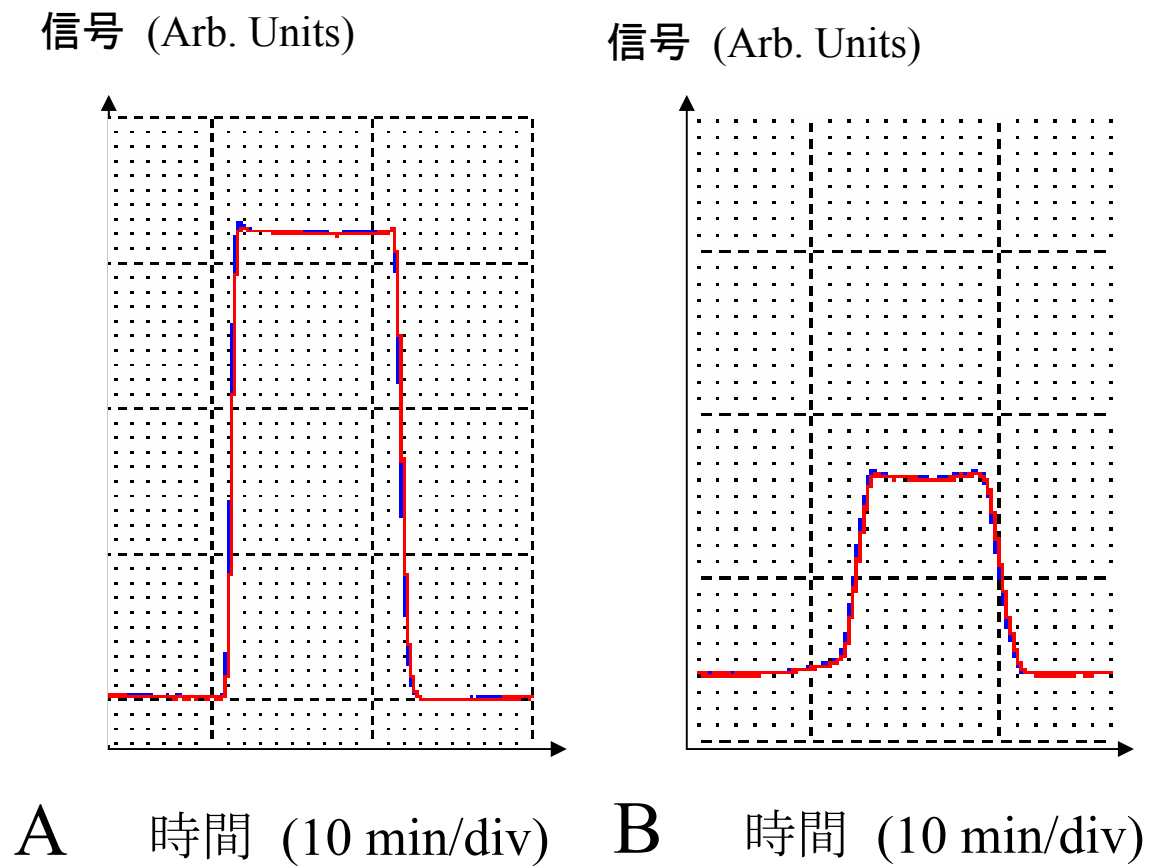 信号 (Arb. Units)
信号 (Arb. Units)
A 時間 (10 min/div)
B 時間 (10 min/div)